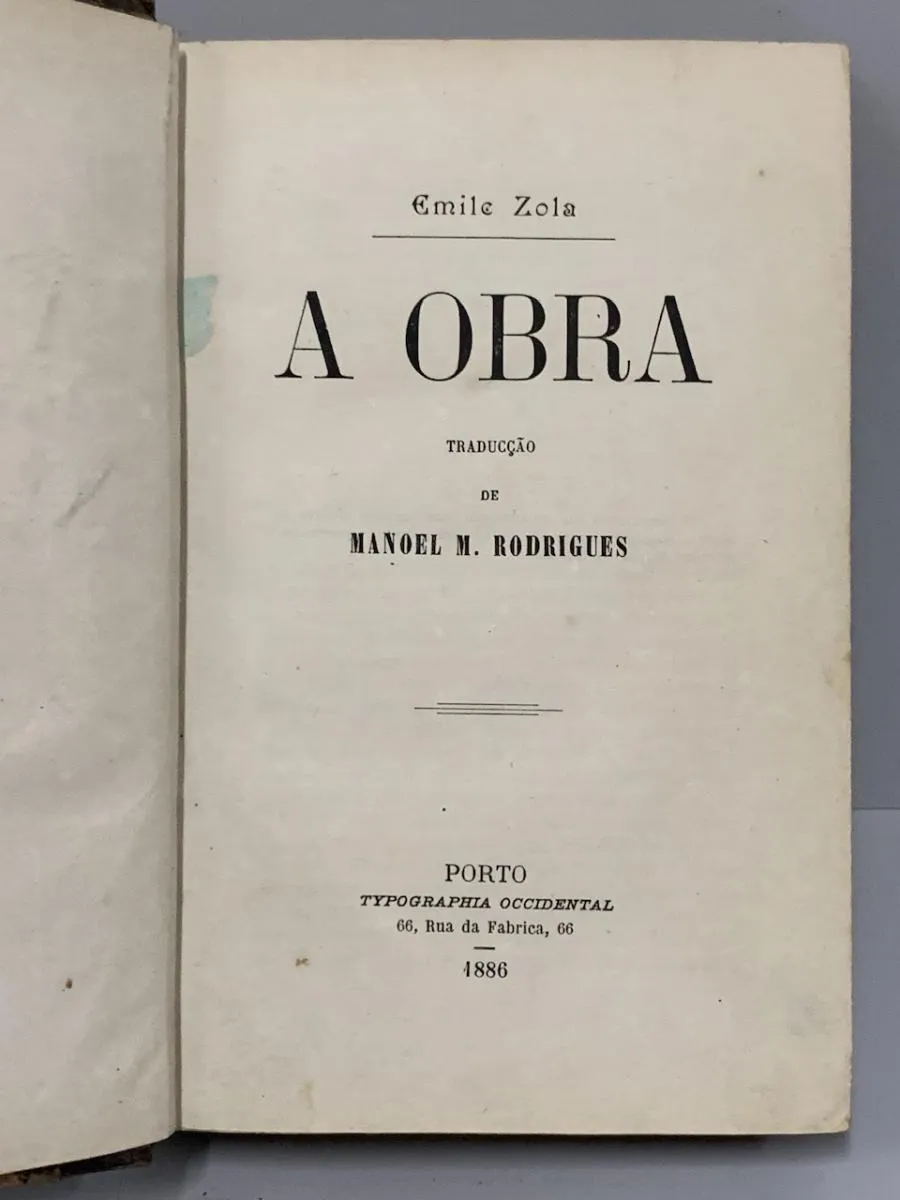 Emile Zola
A OBRA
TRADUCÇÃO
DE
MANOEL M. RODRIGUES
PORTO
TYPOGRAPHIA OCCIDENTAL
66, Rua da Fabrica, 66
1886